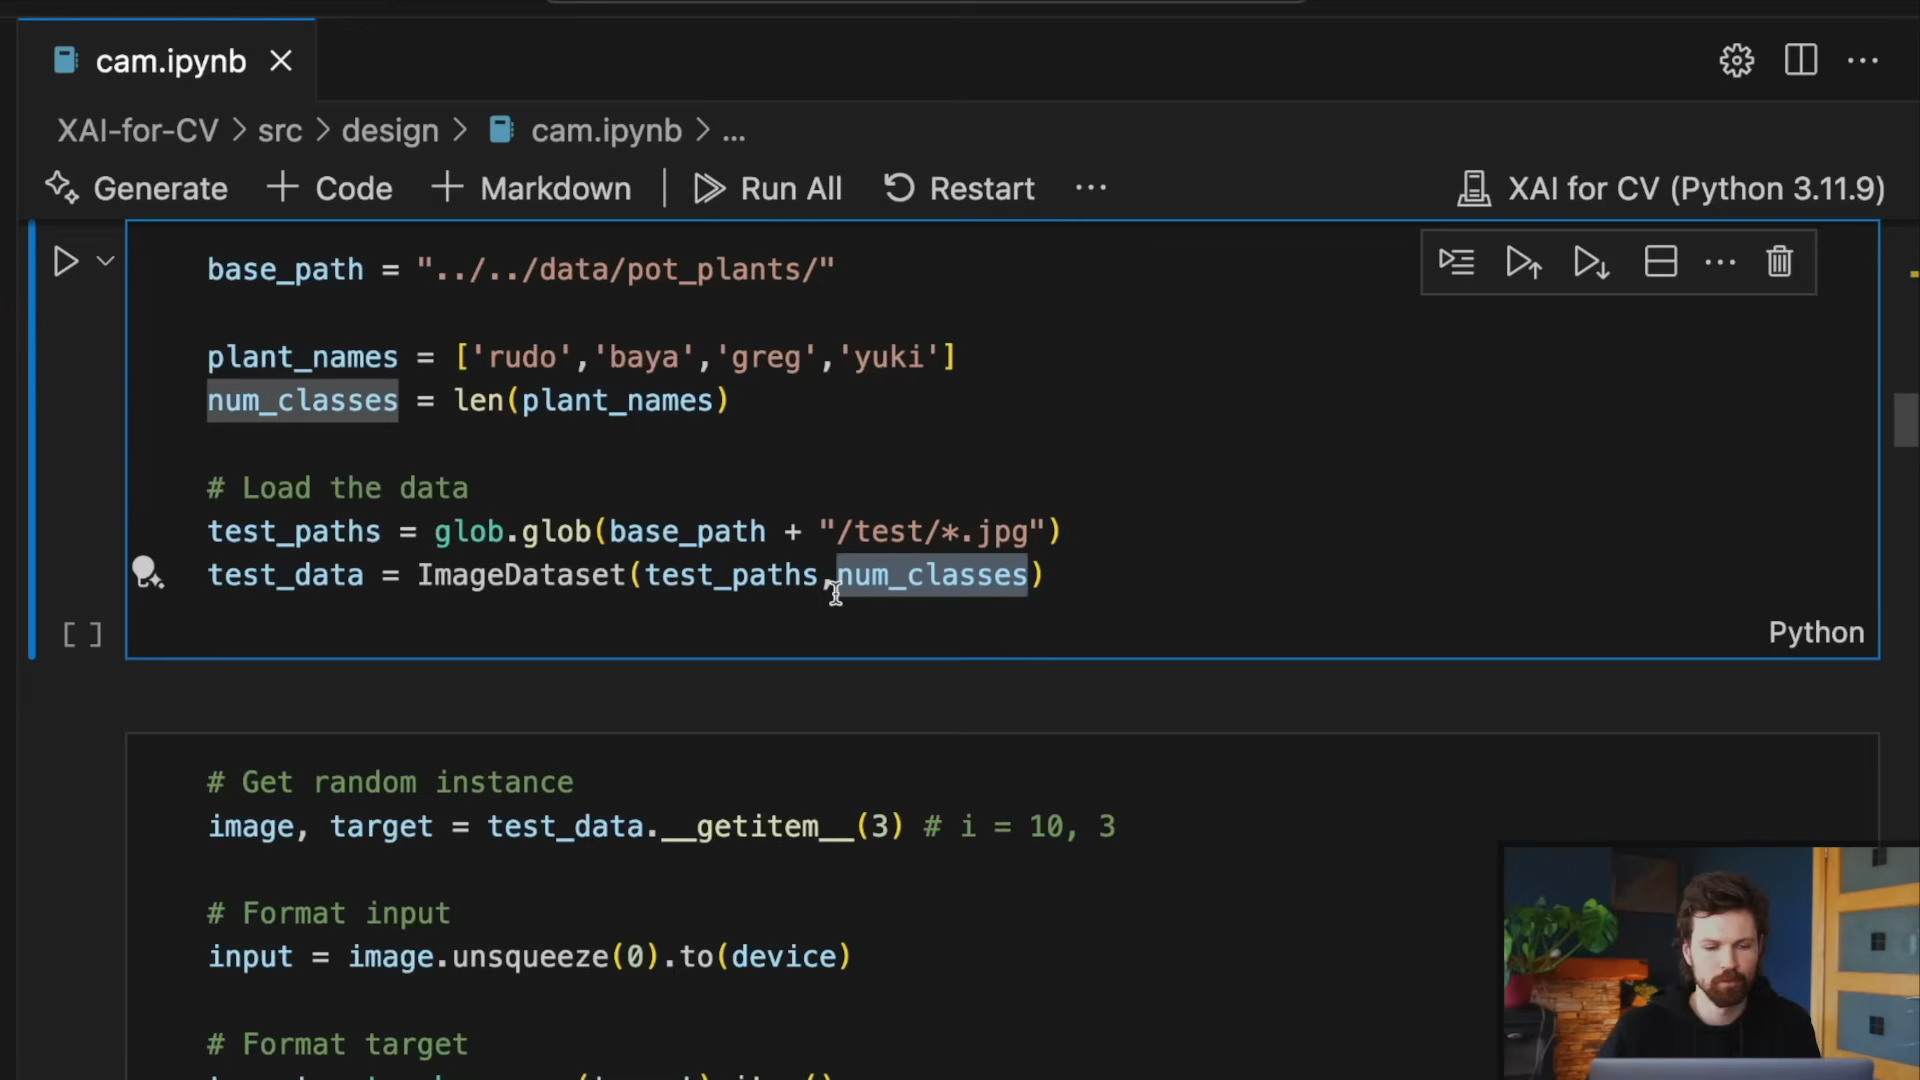 cam.ipynb
XAI-for-CV > src > design > cam.ipynb > ...
Generate + Code + Markdown | Run All Restart ... XAI for CV (Python 3.11.9)
base_path = "../../data/pot_plants/"
plant_names = ['rudo','baya','greg','yuki']
num_classes = len(plant_names)
# Load the data
test_paths = glob.glob(base_path + "/test/*.jpg")
test_data = ImageDataset(test_paths,num_classes)
[ ]
Python
# Get random instance
image, target = test_data.__getitem__(3) # i = 10, 3
# Format input
input = image.unsqueeze(0).to(device)
# Format target